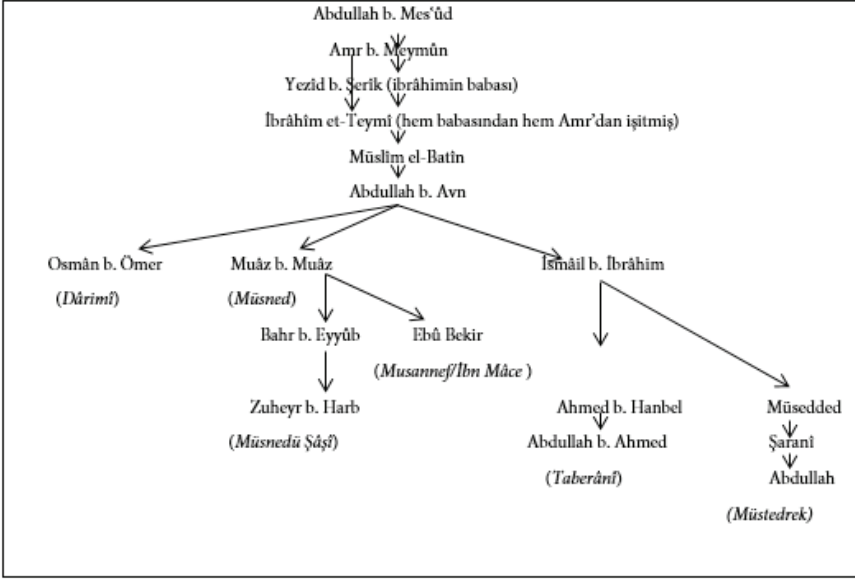 Abdullah b. Mes‘ûd
Amr b. Meymûn
Yezîd b. Şerîk (ibrâhimin babası)
İbrâhîm et-Teymî (hem babasından hem Amr’dan işitmiş)
Müslîm el-Batîn
Abdullah b. Avn
Osmân b. Ömer Muâz b. Muâz İsmâil b. İbrâhim
(Dârimî) (Müsned)
Bahr b. Eyyûb Ebû Bekir
(Musannef/İbn Mâce )
Zuheyr b. Harb Ahmed b. Hanbel Müsedded
(Müsnedü Şâşî) Abdullah b. Ahmed Şaranî
(Taberânî) Abdullah
(Müstedrek)